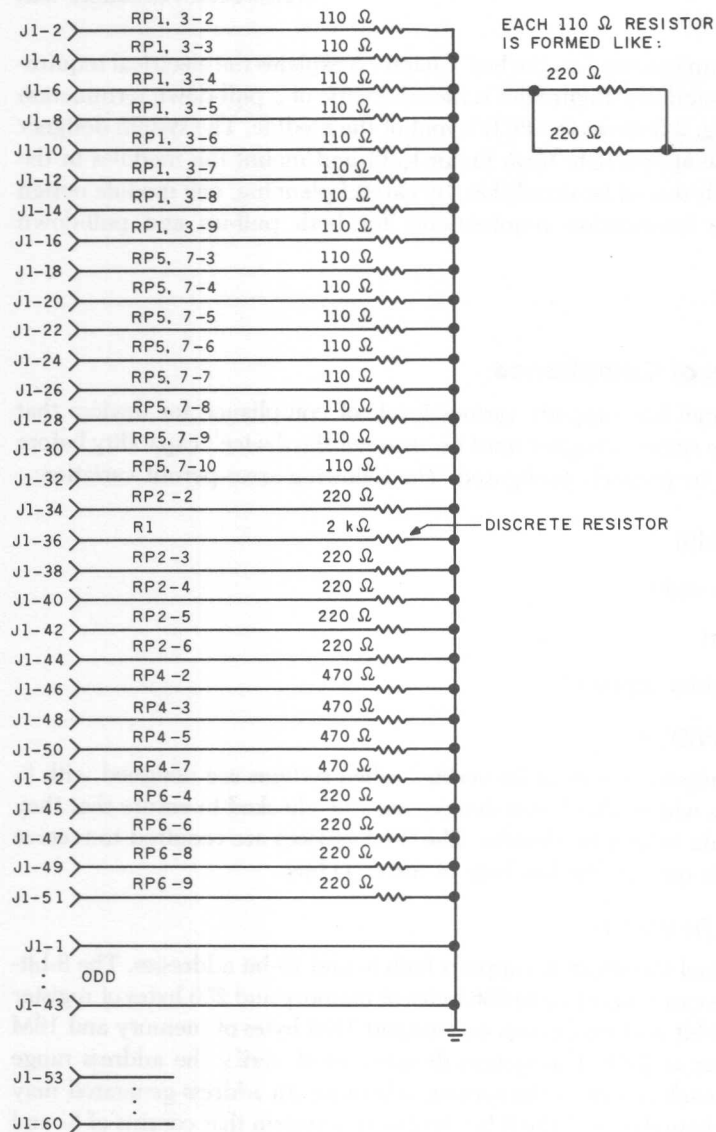 RP1, 3-2 110 Ω
J1-2
RP1, 3-3 110 Ω
J1-4
RP1, 3-4 110 Ω
J1-6
RP1, 3-5 110 Ω
J1-8
RP1, 3-6 110 Ω
J1-10
RP1, 3-7 110 Ω
J1-12
RP1, 3-8 110 Ω
J1-14
RP1, 3-9 110 Ω
J1-16
RP5, 7-3 110 Ω
J1-18
RP5, 7-4 110 Ω
J1-20
RP5, 7-5 110 Ω
J1-22
RP5, 7-6 110 Ω
J1-24
RP5, 7-7 110 Ω
J1-26
RP5, 7-8 110 Ω
J1-28
RP5, 7-9 110 Ω
J1-30
RP5, 7-10 110 Ω
J1-32
RP2-2 220 Ω
J1-34
R1 2 kΩ DISCRETE RESISTOR
J1-36
RP2-3 220 Ω
J1-38
RP2-4 220 Ω
J1-40
RP2-5 220 Ω
J1-42
RP2-6 220 Ω
J1-44
RP4-2 470 Ω
J1-46
RP4-3 470 Ω
J1-48
RP4-5 470 Ω
J1-50
RP4-7 470 Ω
J1-52
RP6-4 220 Ω
J1-45
RP6-6 220 Ω
J1-47
RP6-8 220 Ω
J1-49
RP6-9 220 Ω
J1-51
J1-1
ODD
J1-43
J1-53
J1-60
EACH 110 Ω RESISTOR
IS FORMED LIKE:
220 Ω
220 Ω